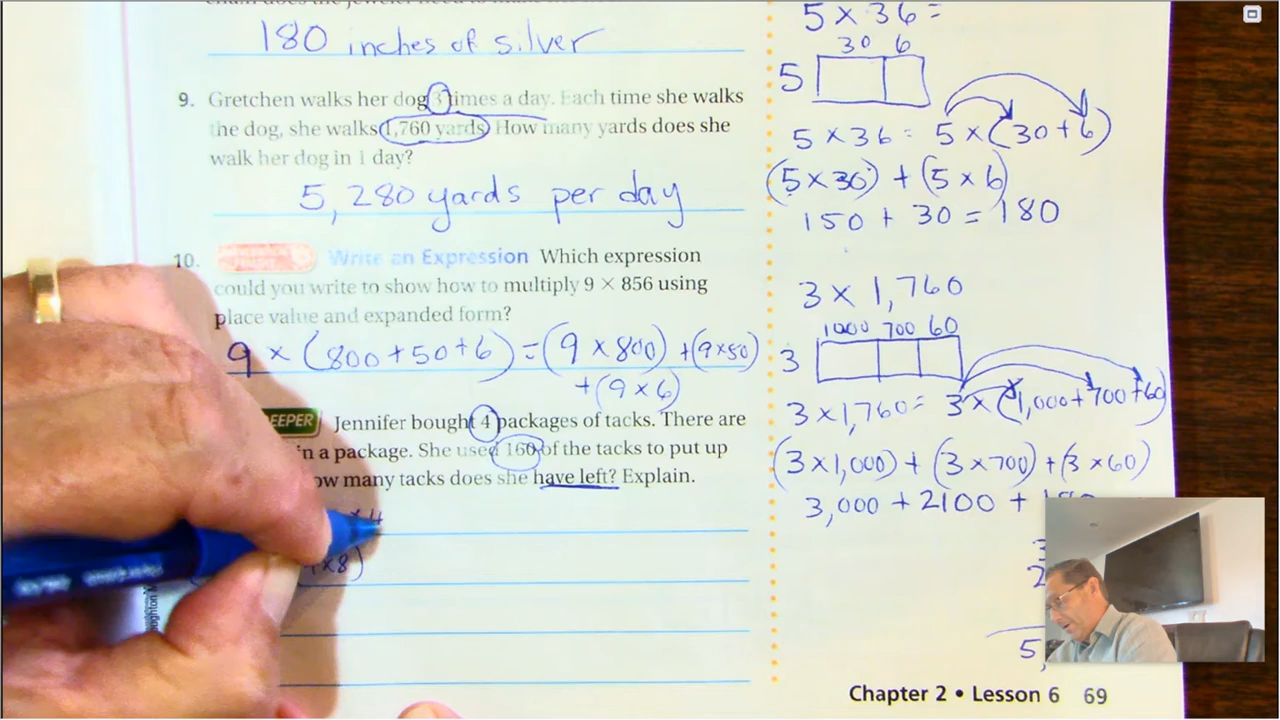 180 inches of silver
9. Gretchen walks her dog 3 times a day. Each time she walks
the dog, she walks 1,760 yards. How many yards does she
walk her dog in 1 day?
5,280 yards per day
10. Write an Expression Which expression
could you write to show how to multiply 9 × 856 using
place value and expanded form?
9 × (800+50+6) = (9 × 800) + (9×50)
+ (9 × 6)
EEPER Jennifer bought 4 packages of tacks. There are
in a package. She used 160 of the tacks to put up
ow many tacks does she have left? Explain.
× 4
×8)
5 × 36 =
30 6
5
5 × 36 = 5 × (30 + 6)
(5 × 30) + (5 × 6)
150 + 30 = 180
3 × 1,760
1000 700 60
3
3 × 1,760 = 3 × (1,000 + 700 + 60)
(3 × 1,000) + (3 × 700) + (3 × 60)
3,000 + 2100 +
5,
Chapter 2 • Lesson 6 69